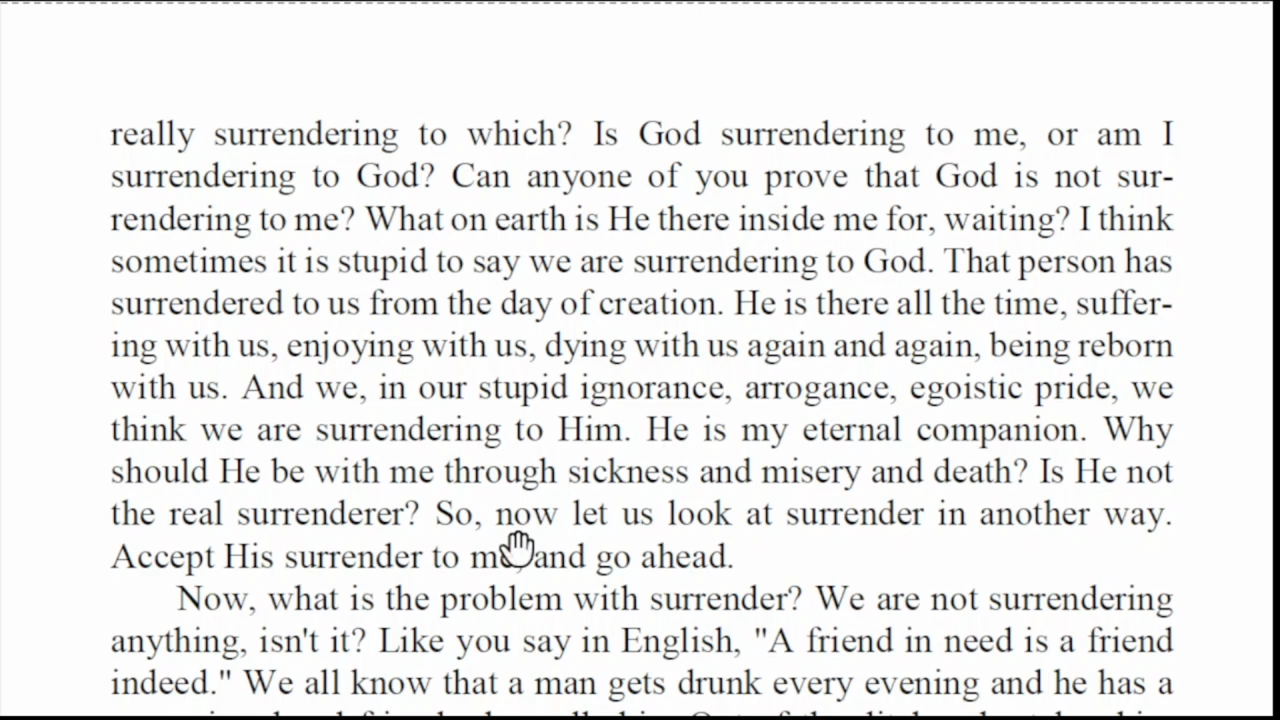 really surrendering to which? Is God surrendering to me, or am I
surrendering to God? Can anyone of you prove that God is not sur-
rendering to me? What on earth is He there inside me for, waiting? I think
sometimes it is stupid to say we are surrendering to God. That person has
surrendered to us from the day of creation. He is there all the time, suffer-
ing with us, enjoying with us, dying with us again and again, being reborn
with us. And we, in our stupid ignorance, arrogance, egoistic pride, we
think we are surrendering to Him. He is my eternal companion. Why
should He be with me through sickness and misery and death? Is He not
the real surrenderer? So, now let us look at surrender in another way.
Accept His surrender to me, and go ahead.
Now, what is the problem with surrender? We are not surrendering
anything, isn't it? Like you say in English, "A friend in need is a friend
indeed." We all know that a man gets drunk every evening and he has a